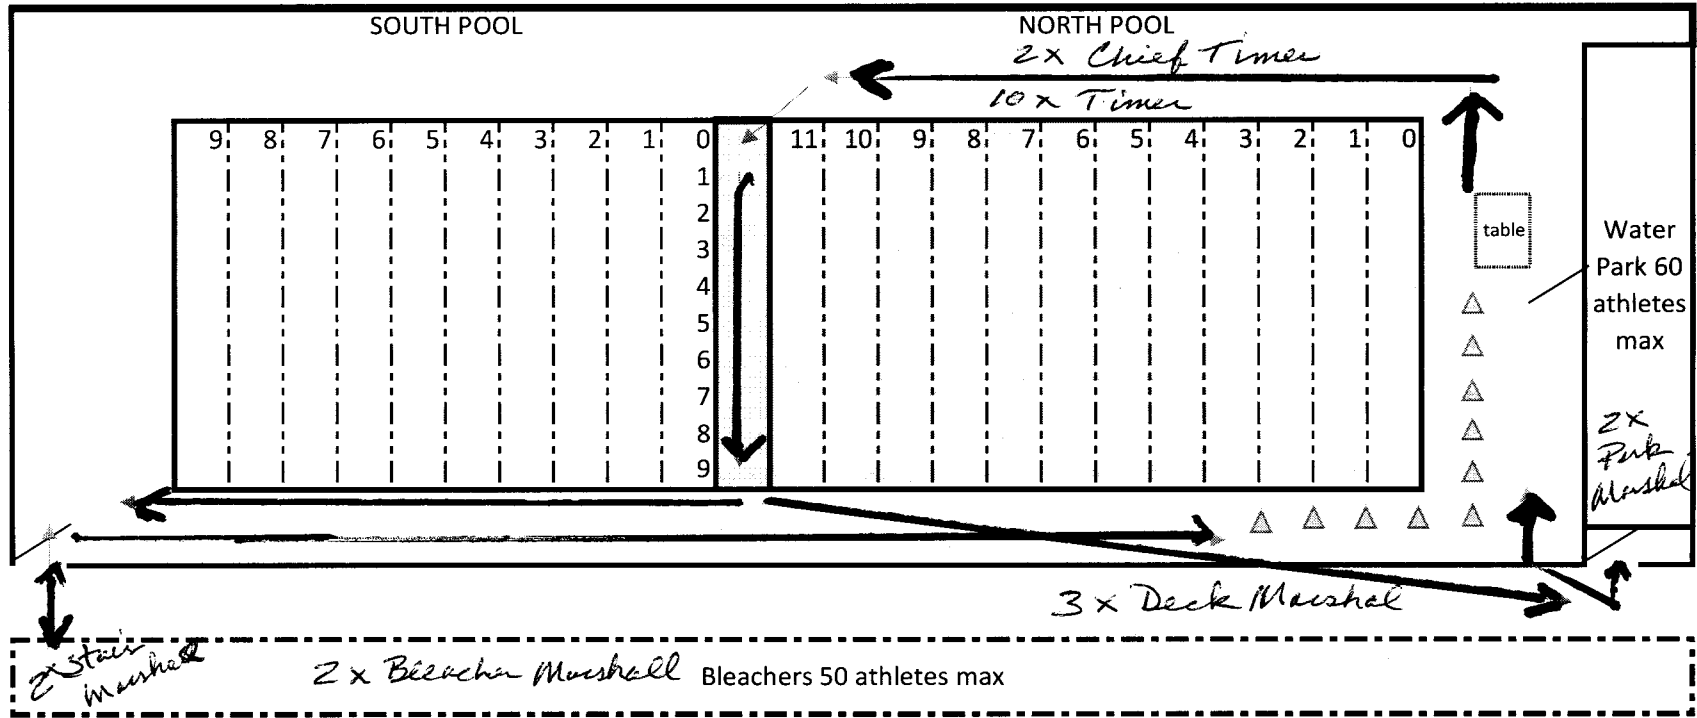 SOUTH POOL
NORTH POOL
2x Chief Timer
10x Timer
9 8 7 6 5 4 3 2 1 0
11 10 9 8 7 6 5 4 3 2 1 0
1
2
3
4
5
6
7
8
9
table
Water
Park 60
athletes
max
2x
Park
Marshal
3 x Deck Marshal
2x Stair
Marshall
2 x Bleacher Marshall
Bleachers 50 athletes max